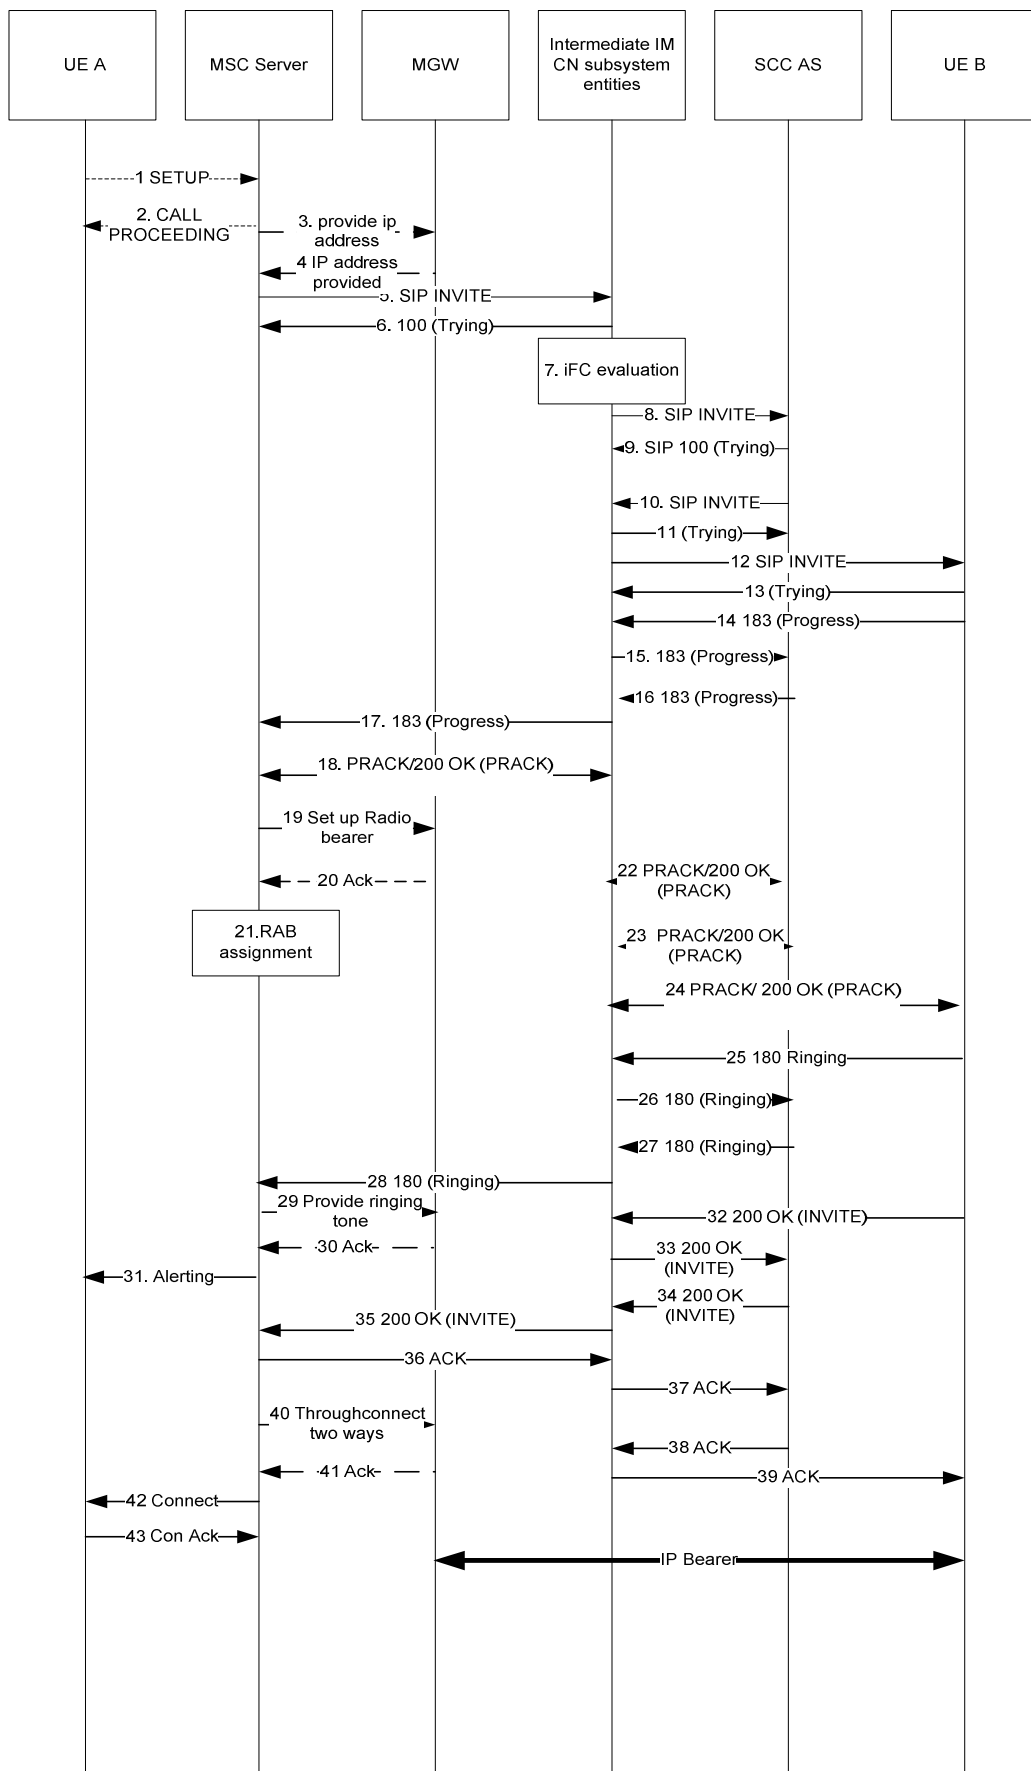 UE A
MSC Server
MGW
Intermediate IM
CN subsystem
entities
SCC AS
UE B
1 SETUP
2. CALL
PROCEEDING
3. provide ip
address
4 IP address
provided
5. SIP INVITE
6. 100 (Trying)
7. iFC evaluation
8. SIP INVITE
9. SIP 100 (Trying)
10. SIP INVITE
11 (Trying)
12 SIP INVITE
13 (Trying)
14 183 (Progress)
15. 183 (Progress)
16 183 (Progress)
17. 183 (Progress)
18. PRACK/200 OK (PRACK)
19 Set up Radio
bearer
20 Ack
22 PRACK/200 OK
(PRACK)
21.RAB
assignment
23 PRACK/200 OK
(PRACK)
24 PRACK/ 200 OK (PRACK)
25 180 Ringing
26 180 (Ringing)
27 180 (Ringing)
28 180 (Ringing)
29 Provide ringing
tone
32 200 OK (INVITE)
30 Ack
33 200 OK
(INVITE)
31. Alerting
34 200 OK
(INVITE)
35 200 OK (INVITE)
36 ACK
37 ACK
40 Throughconnect
two ways
38 ACK
41 Ack
39 ACK
42 Connect
43 Con Ack
IP Bearer